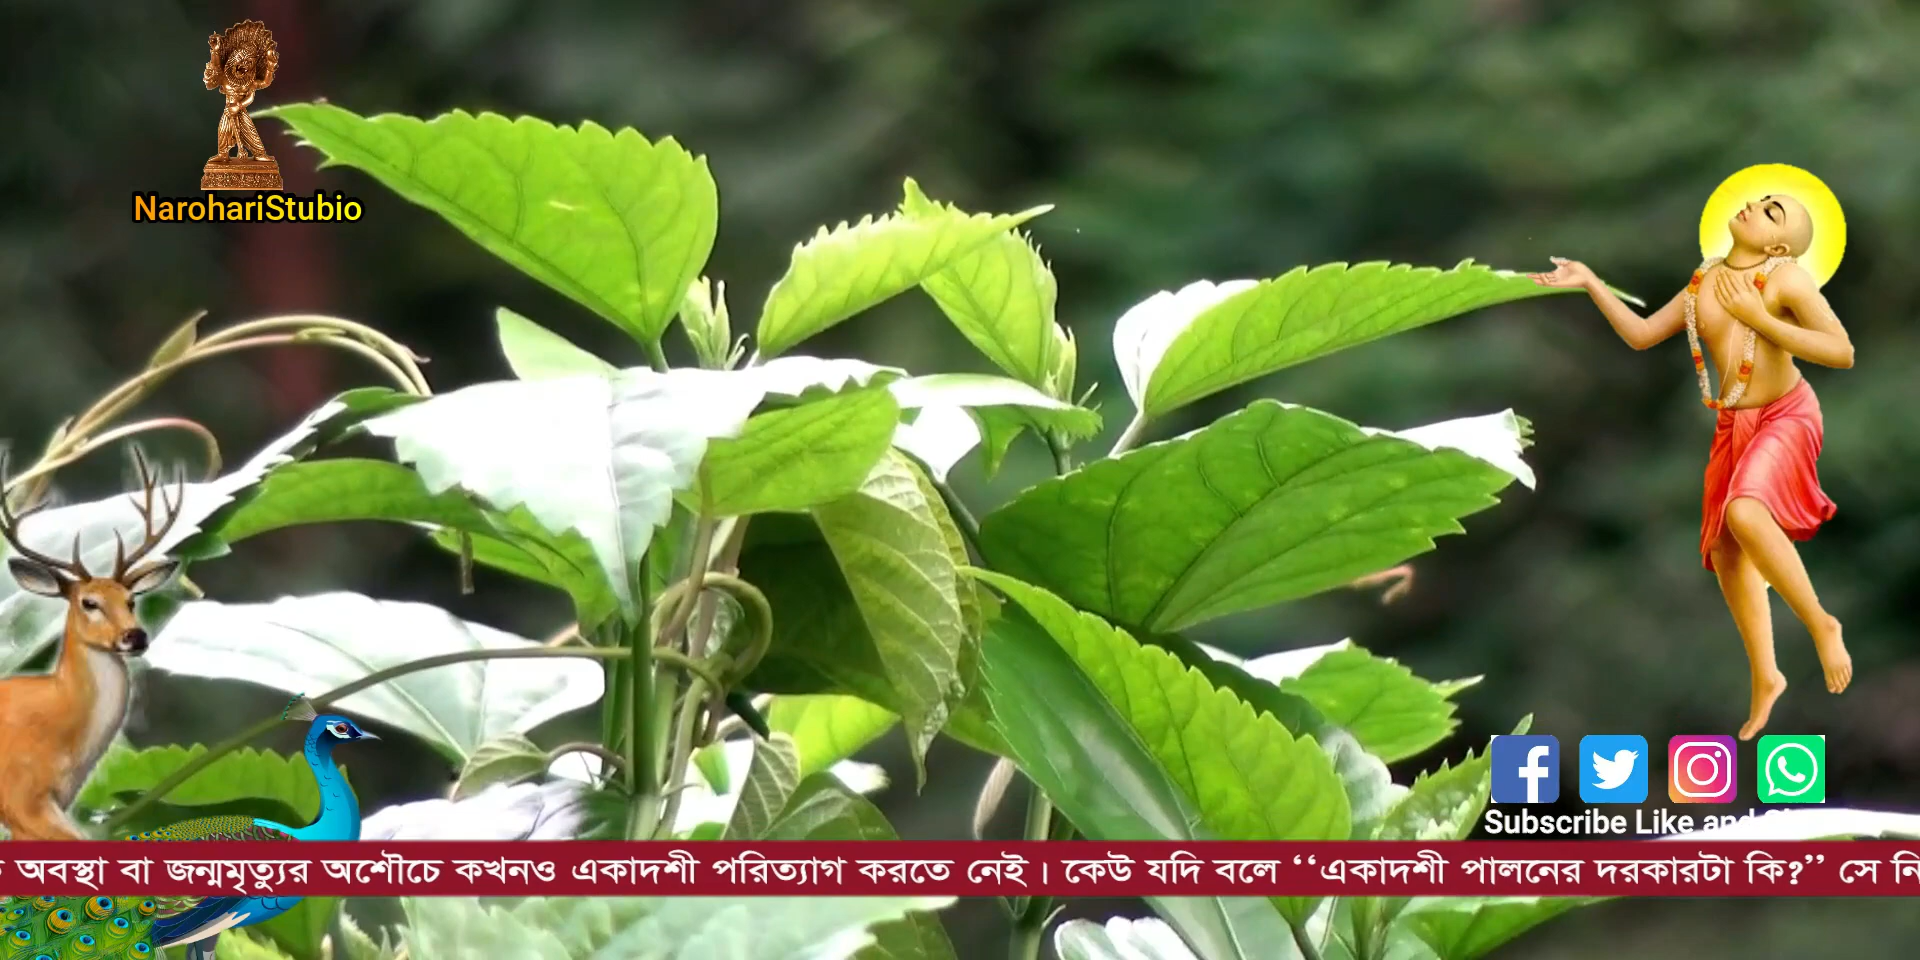 NarohariStubio
Subscribe Like and
অবস্থা বা জন্মমৃত্যুর অশৌচে কখনও একাদশী পরিত্যাগ করতে নেই। কেউ যদি বলে ‘‘একাদশী পালনের দরকারটা কি?’’ সে